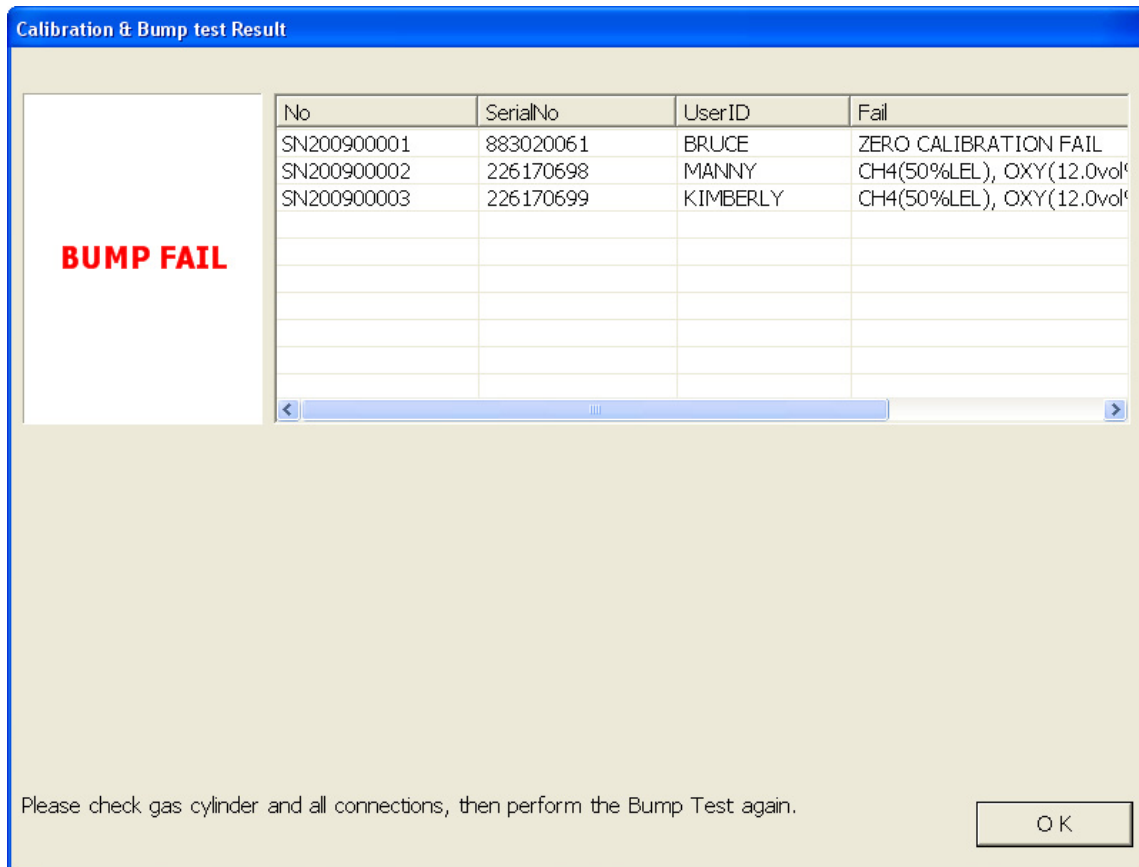 Calibration & Bump test Result
No SerialNo UserID Fail
SN200900001 883020061 BRUCE ZERO CALIBRATION FAIL
SN200900002 226170698 MANNY CH4(50%LEL), OXY(12.0vol%
SN200900003 226170699 KIMBERLY CH4(50%LEL), OXY(12.0vol%
BUMP FAIL
Please check gas cylinder and all connections, then perform the Bump Test again.
OK